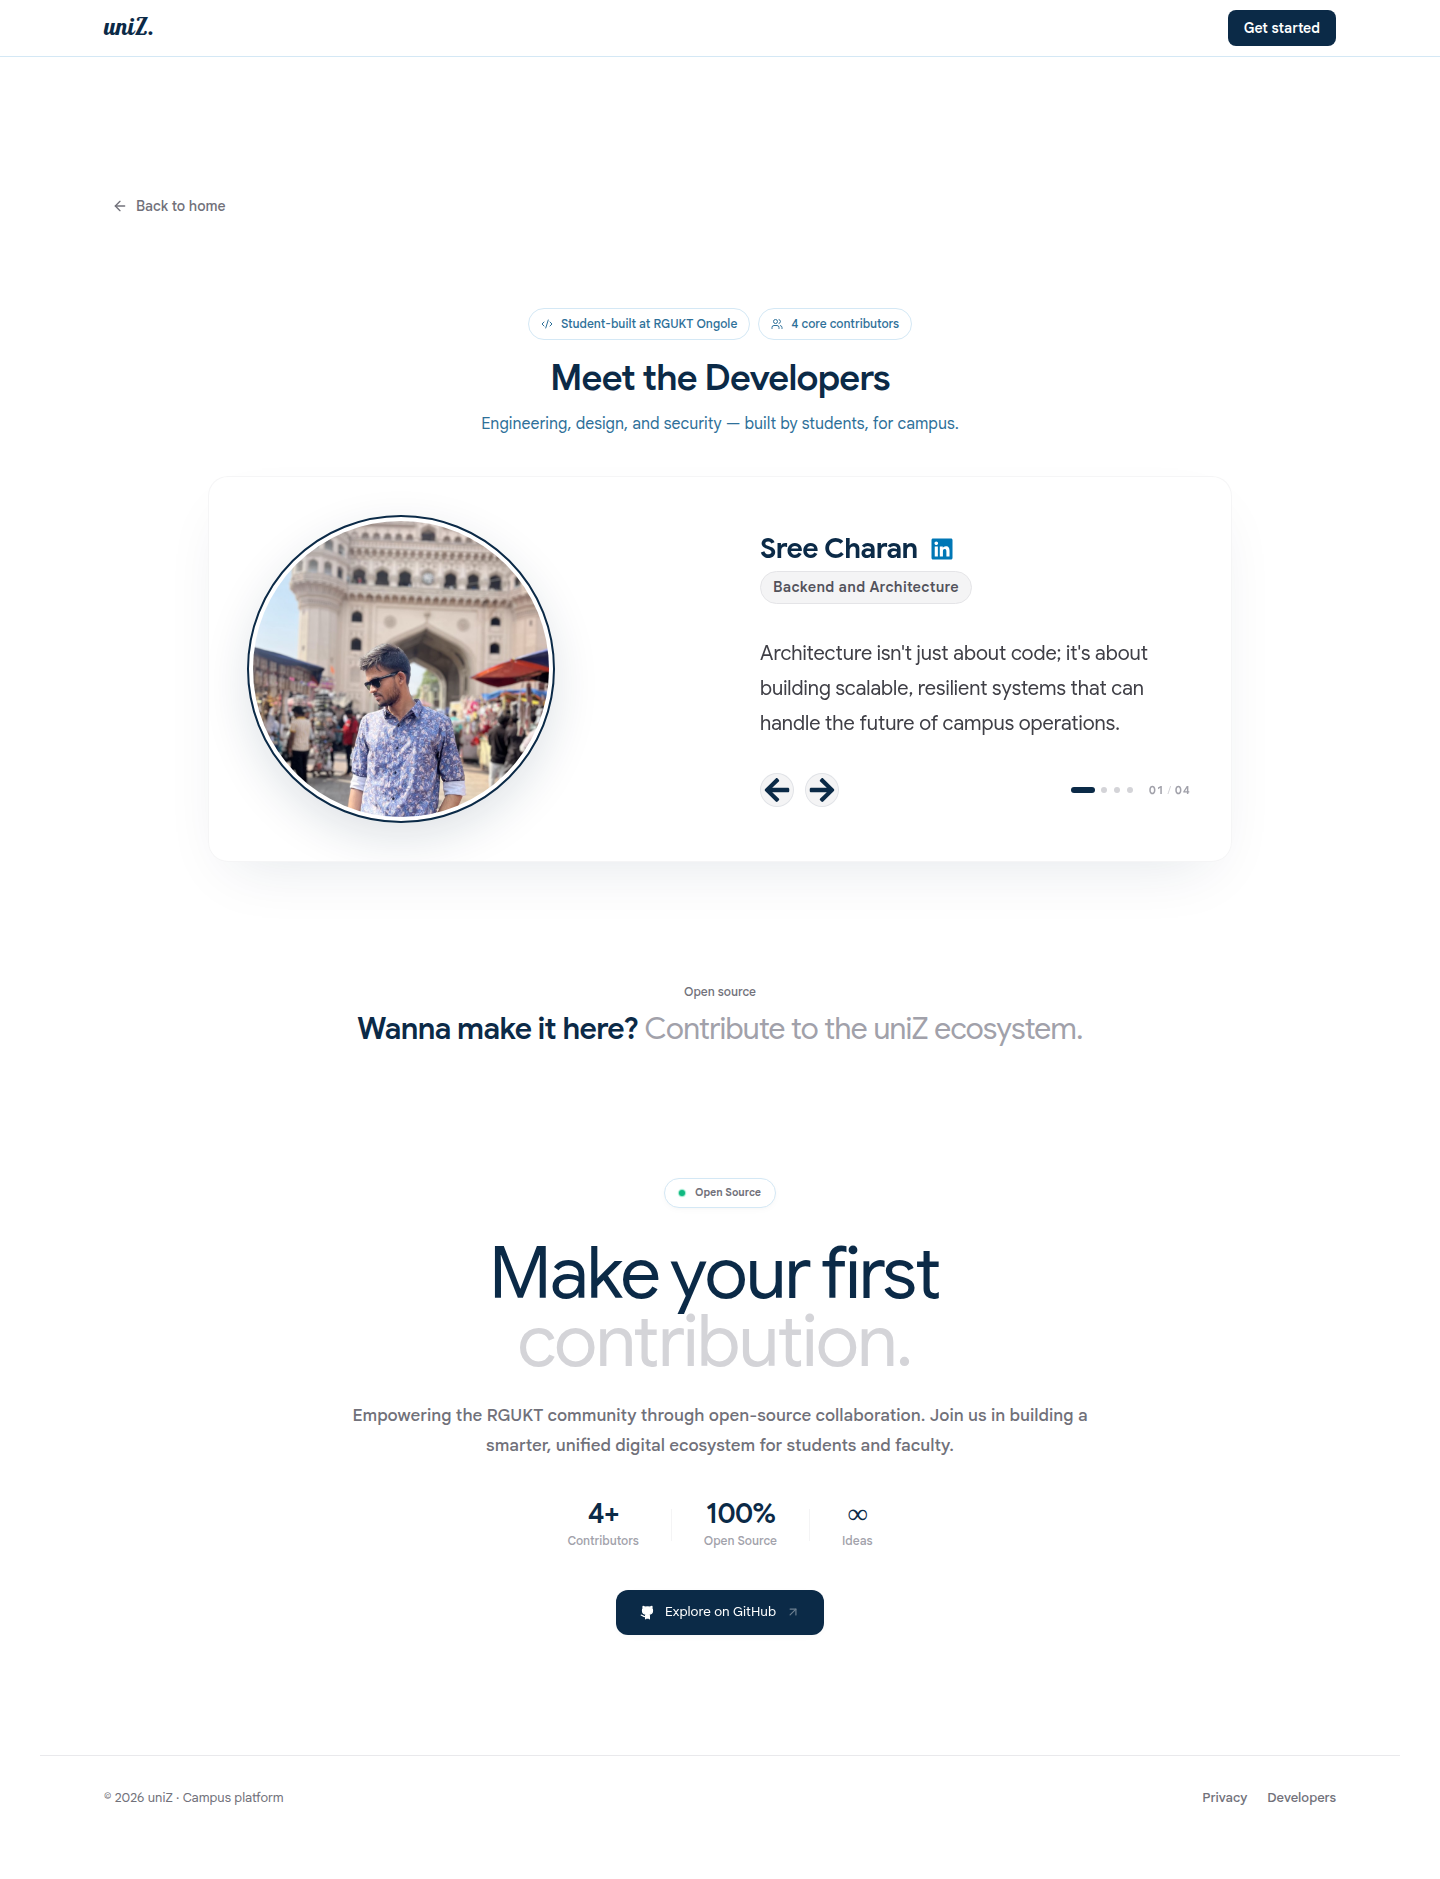 uniZ.
Get started
Back to home
Student-built at RGUKT Ongole
4 core contributors
Meet the Developers
Engineering, design, and security — built by students, for campus.
Sree Charan
in
Backend and Architecture
Architecture isn't just about code; it's about
building scalable, resilient systems that can
handle the future of campus operations.
01 / 04
Open source
Wanna make it here? Contribute to the uniZ ecosystem.
Open Source
Make your first
contribution.
Empowering the RGUKT community through open-source collaboration. Join us in building a
smarter, unified digital ecosystem for students and faculty.
4+
Contributors
100%
Open Source
∞
Ideas
Explore on GitHub
© 2026 uniZ · Campus platform
Privacy
Developers